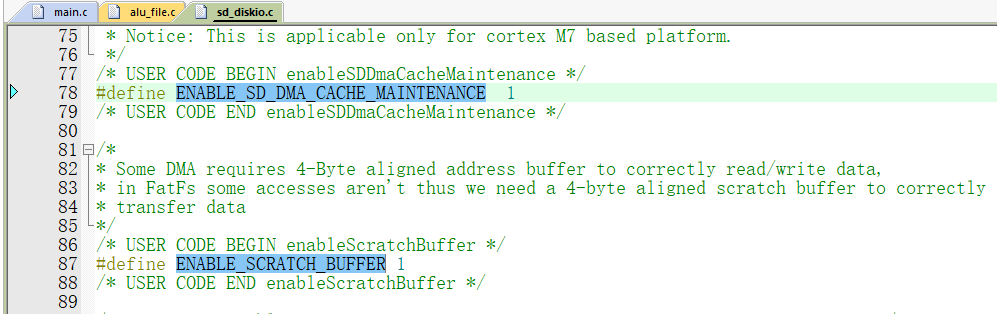 main.c alu_file.c sd_diskio.c
75 * Notice: This is applicable only for cortex M7 based platform.
76 */
77 /* USER CODE BEGIN enableSDDmaCacheMaintenance */
78 #define ENABLE_SD_DMA_CACHE_MAINTENANCE 1
79 /* USER CODE END enableSDDmaCacheMaintenance */
80
81 /*
82 * Some DMA requires 4-Byte aligned address buffer to correctly read/write data,
83 * in FatFs some accesses aren't thus we need a 4-byte aligned scratch buffer to correctly
84 * transfer data
85 */
86 /* USER CODE BEGIN enableScratchBuffer */
87 #define ENABLE_SCRATCH_BUFFER 1
88 /* USER CODE END enableScratchBuffer */
89